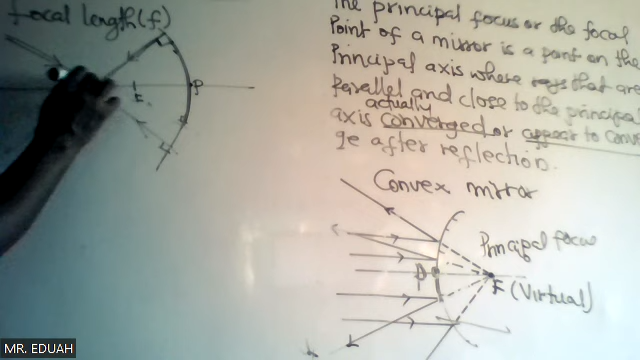 Focal length (f)
P
F
The principal focus or the focal
Point of a mirror is a point on the
Principal axis where rays that are
parallel and close to the principal
actually
axis converged or appear to conver
ge after reflection.
Convex mirror
Principal focus
P
F (Virtual)
MR. EDUAH